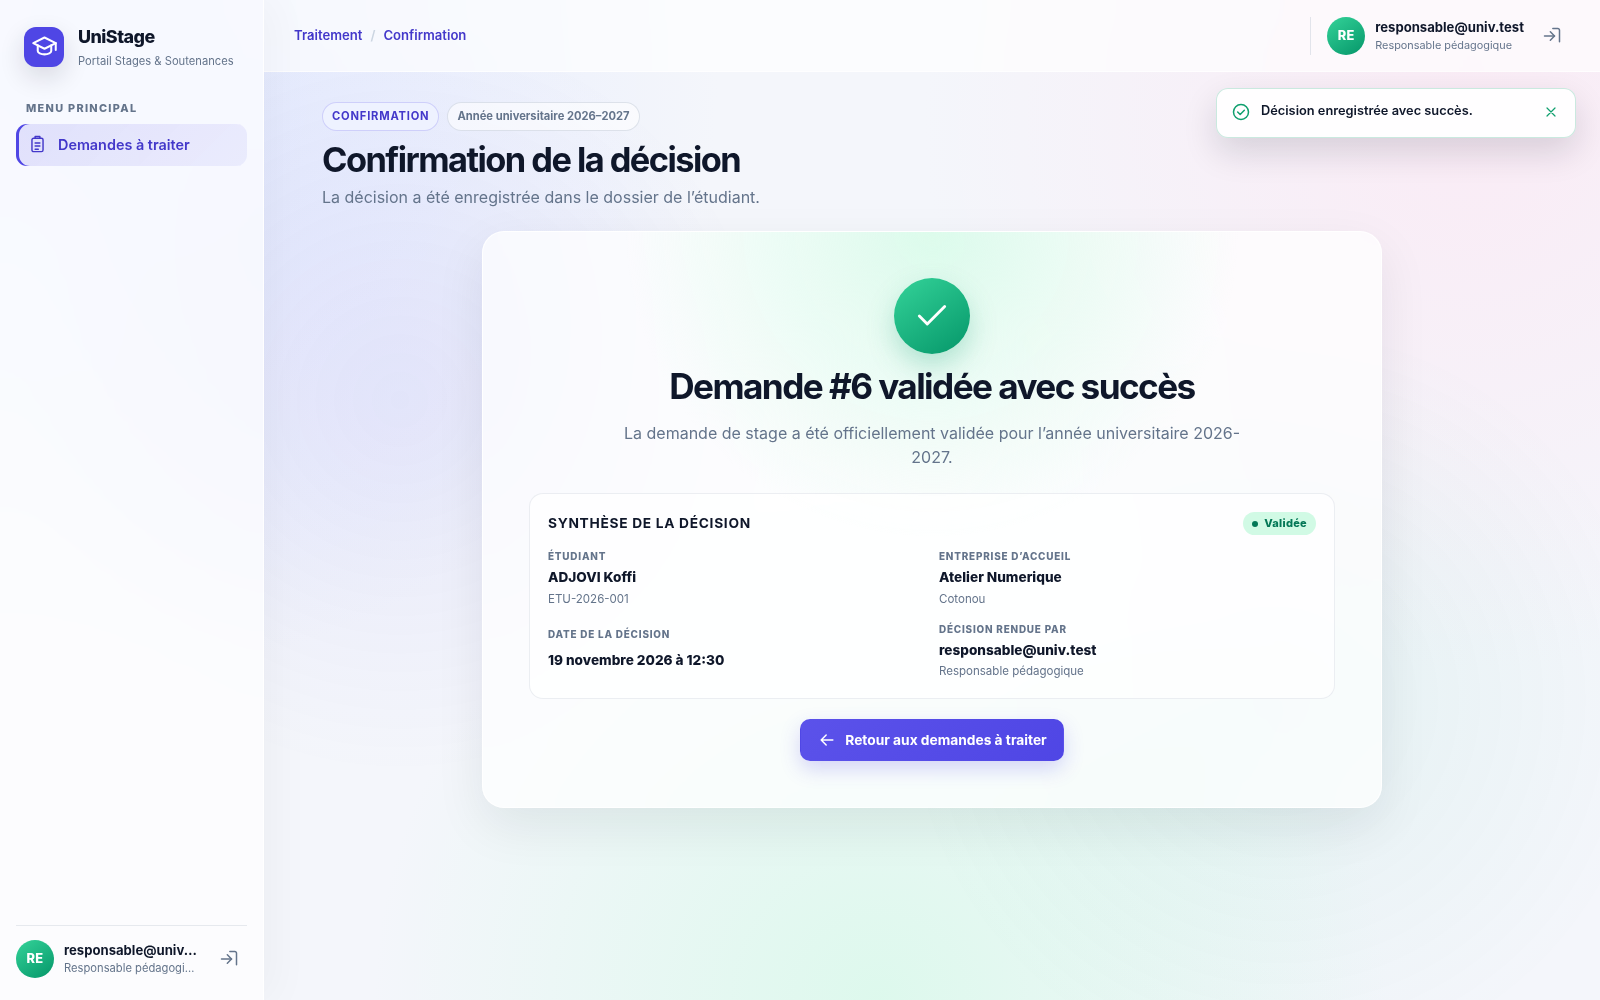 UniStage
Portail Stages & Soutenances
MENU PRINCIPAL
Demandes à traiter
responsable@univ...
RE
Responsable pédagogi...
Traitement / Confirmation
RE
responsable@univ.test
Responsable pédagogique
Décision enregistrée avec succès.
CONFIRMATION
Année universitaire 2026–2027
Confirmation de la décision
La décision a été enregistrée dans le dossier de l’étudiant.
Demande #6 validée avec succès
La demande de stage a été officiellement validée pour l’année universitaire 2026-
2027.
SYNTHÈSE DE LA DÉCISION
Validée
ÉTUDIANT
ADJOVI Koffi
ETU-2026-001
ENTREPRISE D’ACCUEIL
Atelier Numerique
Cotonou
DATE DE LA DÉCISION
19 novembre 2026 à 12:30
DÉCISION RENDUE PAR
responsable@univ.test
Responsable pédagogique
Retour aux demandes à traiter